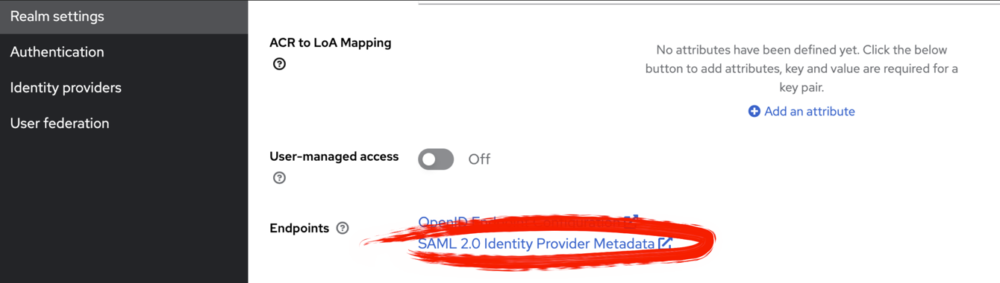 Realm settings
Authentication
Identity providers
User federation
ACR to LoA Mapping
No attributes have been defined yet. Click the below
button to add attributes, key and value are required for a
key pair.
Add an attribute
User-managed access
Off
Endpoints
OpenID Endpoint Configuration
SAML 2.0 Identity Provider Metadata